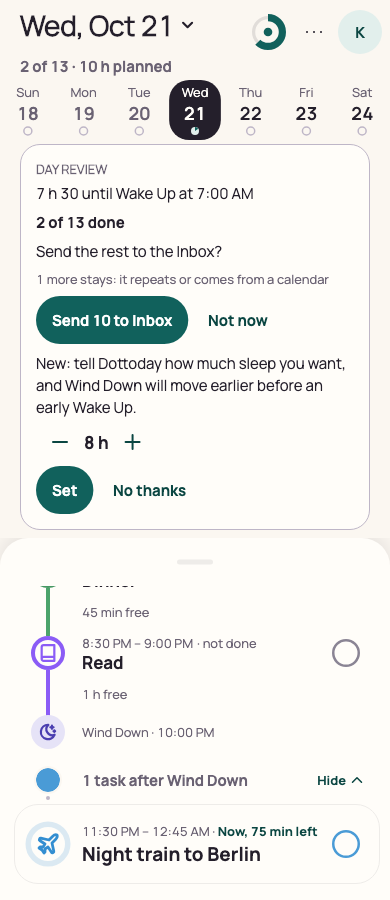 Wed, Oct 21
K
2 of 13 · 10 h planned
Sun Mon Tue Wed Thu Fri Sat
18 19 20 21 22 23 24
DAY REVIEW
7 h 30 until Wake Up at 7:00 AM
2 of 13 done
Send the rest to the Inbox?
1 more stays: it repeats or comes from a calendar
Send 10 to Inbox Not now
New: tell Dottoday how much sleep you want,
and Wind Down will move earlier before an
early Wake Up.
8 h
Set No thanks
45 min free
8:30 PM – 9:00 PM · not done
Read
1 h free
Wind Down · 10:00 PM
1 task after Wind Down Hide
11:30 PM – 12:45 AM · Now, 75 min left
Night train to Berlin